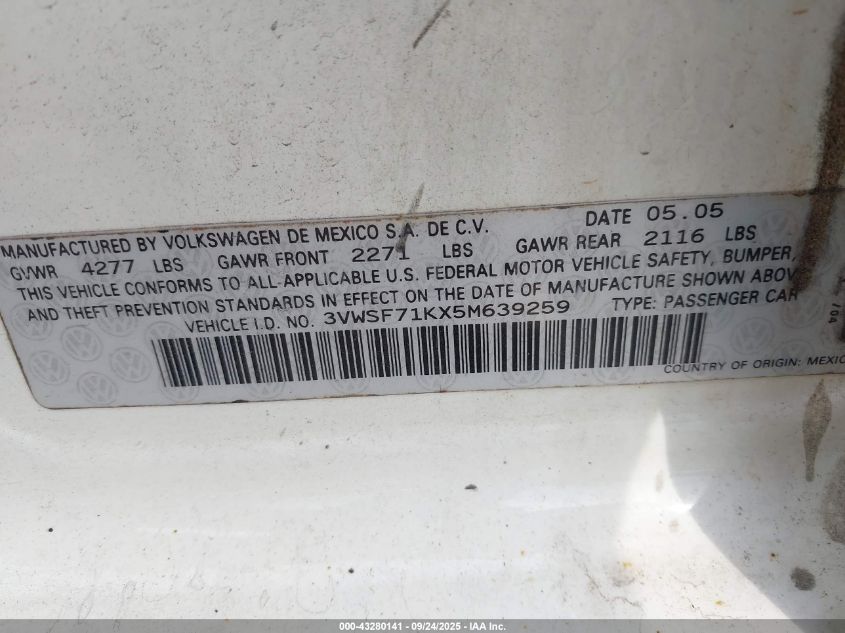 MANUFACTURED BY VOLKSWAGEN DE MEXICO S.A. DE C.V. DATE 05.05
GVWR 4277 LBS GAWR FRONT 2271 LBS GAWR REAR 2116 LBS
THIS VEHICLE CONFORMS TO ALL APPLICABLE U.S. FEDERAL MOTOR VEHICLE SAFETY, BUMPER,
AND THEFT PREVENTION STANDARDS IN EFFECT ON THE DATE OF MANUFACTURE SHOWN ABOV
VEHICLE I.D. NO. 3VWSF71KX5M639259 TYPE: PASSENGER CAR
COUNTRY OF ORIGIN: MEXIC
000-43280141 - 09/24/2025 - IAA Inc.